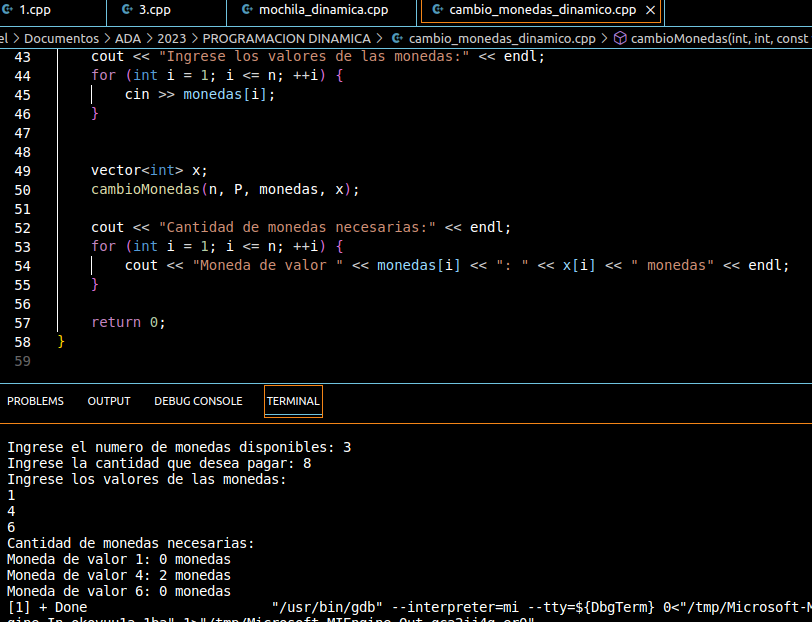 1.cpp 3.cpp mochila_dinamica.cpp cambio_monedas_dinamico.cpp ×
el > Documentos > ADA > 2023 > PROGRAMACION DINAMICA > cambio_monedas_dinamico.cpp > cambioMonedas(int, int, const
43 cout << "Ingrese los valores de las monedas:" << endl;
44 for (int i = 1; i <= n; ++i) {
45 cin >> monedas[i];
46 }
47
48
49 vector<int> x;
50 cambioMonedas(n, P, monedas, x);
51
52 cout << "Cantidad de monedas necesarias:" << endl;
53 for (int i = 1; i <= n; ++i) {
54 cout << "Moneda de valor " << monedas[i] << ": " << x[i] << " monedas" << endl;
55 }
56
57 return 0;
58 }
59
PROBLEMS OUTPUT DEBUG CONSOLE TERMINAL
Ingrese el numero de monedas disponibles: 3
Ingrese la cantidad que desea pagar: 8
Ingrese los valores de las monedas:
1
4
6
Cantidad de monedas necesarias:
Moneda de valor 1: 0 monedas
Moneda de valor 4: 2 monedas
Moneda de valor 6: 0 monedas
[1] + Done "/usr/bin/gdb" --interpreter=mi --tty=${DbgTerm} 0<"/tmp/Microsoft-M